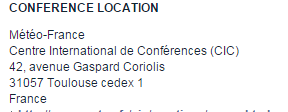 CONFERENCE LOCATION
Météo-France
Centre International de Conférences (CIC)
42, avenue Gaspard Coriolis
31057 Toulouse cedex 1
France